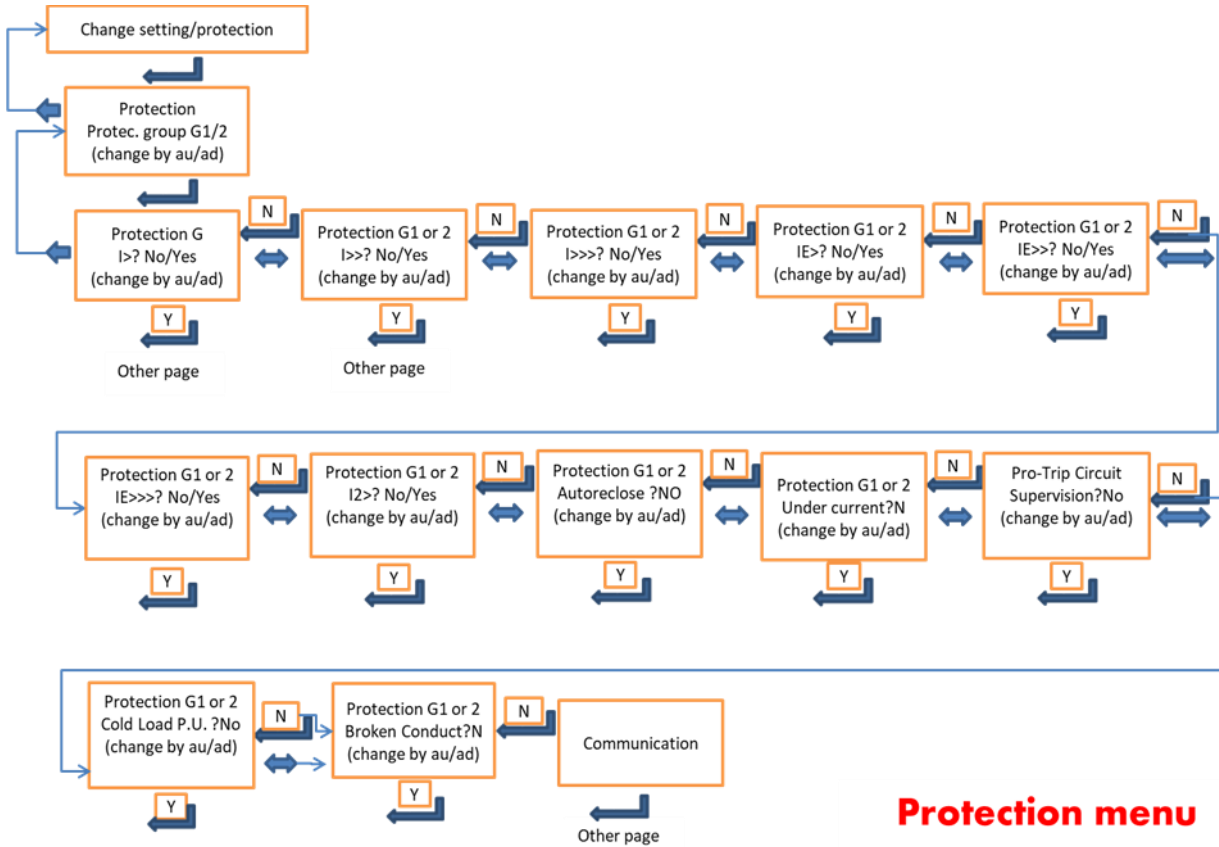 Change setting/protection
Protection
Protec. group G1/2
(change by au/ad)
Protection G
I>? No/Yes
(change by au/ad)
N
Protection G1 or 2
I>>? No/Yes
(change by au/ad)
N
Protection G1 or 2
I>>>? No/Yes
(change by au/ad)
N
Protection G1 or 2
IE>? No/Yes
(change by au/ad)
N
Protection G1 or 2
IE>>? No/Yes
(change by au/ad)
N
Y
Y
Y
Y
Y
Other page
Other page
Protection G1 or 2
IE>>>? No/Yes
(change by au/ad)
N
Protection G1 or 2
I2>? No/Yes
(change by au/ad)
N
Protection G1 or 2
Autoreclose ?NO
(change by au/ad)
N
Protection G1 or 2
Under current?N
(change by au/ad)
N
Pro-Trip Circuit
Supervision?No
(change by au/ad)
N
Y
Y
Y
Y
Y
Protection G1 or 2
Cold Load P.U. ?No
(change by au/ad)
N
Protection G1 or 2
Broken Conduct?N
(change by au/ad)
N
Communication
Y
Y
Other page
Protection menu